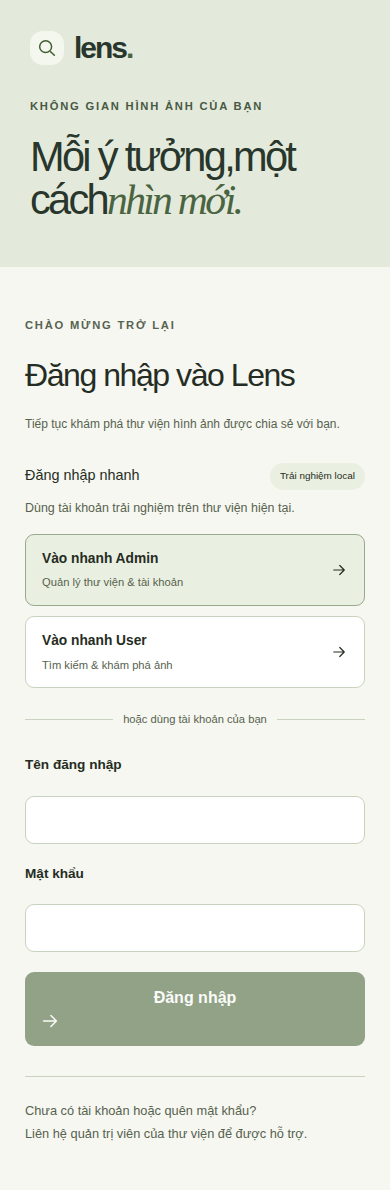 lens.
KHÔNG GIAN HÌNH ẢNH CỦA BẠN
Mỗi ý tưởng,một
cáchnhìn mới.
CHÀO MỪNG TRỞ LẠI
Đăng nhập vào Lens
Tiếp tục khám phá thư viện hình ảnh được chia sẻ với bạn.
Đăng nhập nhanh
Trải nghiệm local
Dùng tài khoản trải nghiệm trên thư viện hiện tại.
Vào nhanh Admin
Quản lý thư viện & tài khoản
Vào nhanh User
Tìm kiếm & khám phá ảnh
hoặc dùng tài khoản của bạn
Tên đăng nhập
Mật khẩu
Đăng nhập
Chưa có tài khoản hoặc quên mật khẩu?
Liên hệ quản trị viên của thư viện để được hỗ trợ.